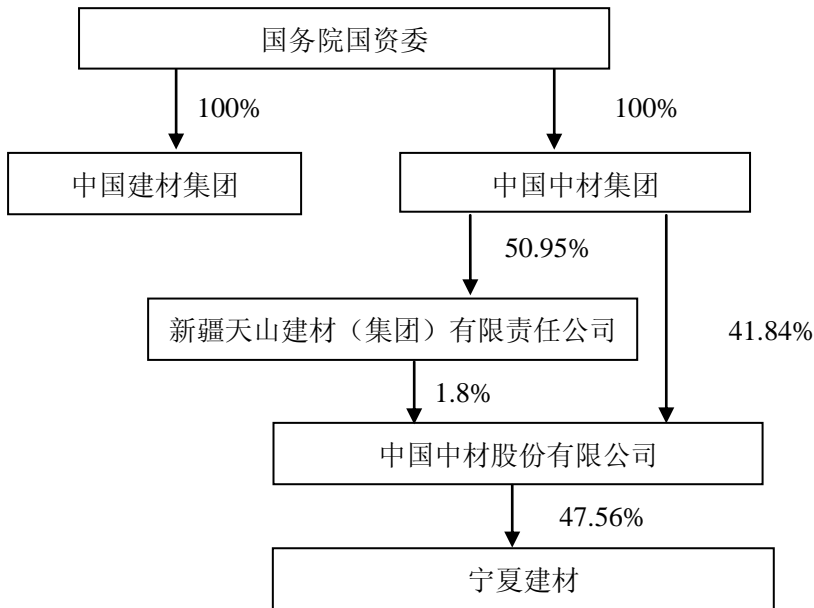 国务院国资委
100%
100%
中国建材集团
中国中材集团
50.95%
新疆天山建材（集团）有限责任公司
41.84%
1.8%
中国中材股份有限公司
47.56%
宁夏建材